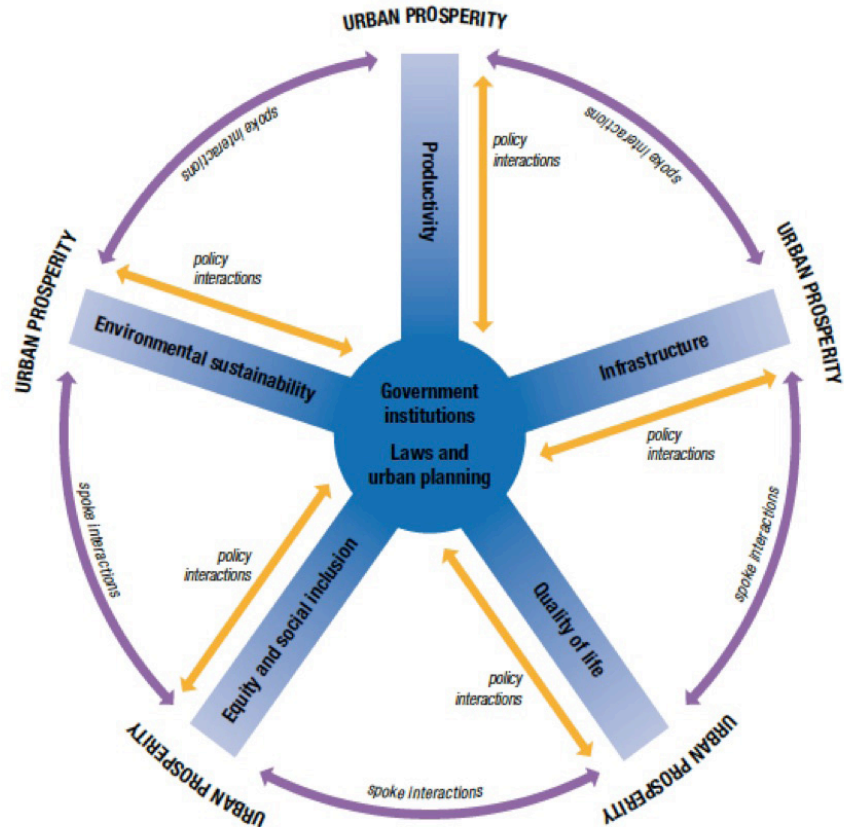 URBAN PROSPERITY
spoke interactions
spoke interactions
policy
interactions
Productivity
URBAN PROSPERITY
URBAN PROSPERITY
policy
interactions
Environmental sustainability
Infrastructure
Government
institutions
Laws and
urban planning
policy
interactions
spoke interactions
spoke interactions
policy
interactions
Equity and social inclusion
Quality of life
policy
interactions
URBAN PROSPERITY
URBAN PROSPERITY
spoke interactions